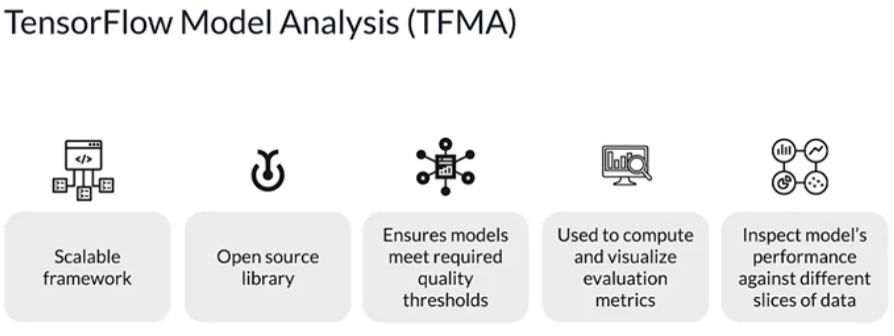 TensorFlow Model Analysis (TFMA)
</>
Scalable
framework
Open source
library
Ensures models
meet required
quality
thresholds
Used to compute
and visualize
evaluation
metrics
Inspect model's
performance
against different
slices of data